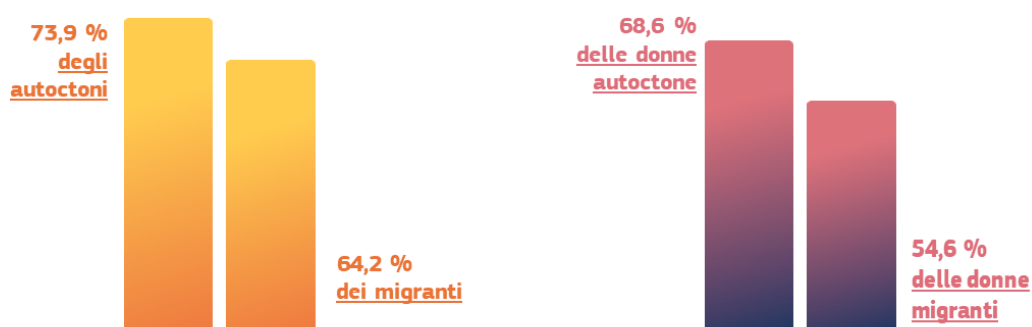 73,9 %
degli
autoctoni
64,2 %
dei migranti
68,6 %
delle donne
autoctone
54,6 %
delle donne
migranti